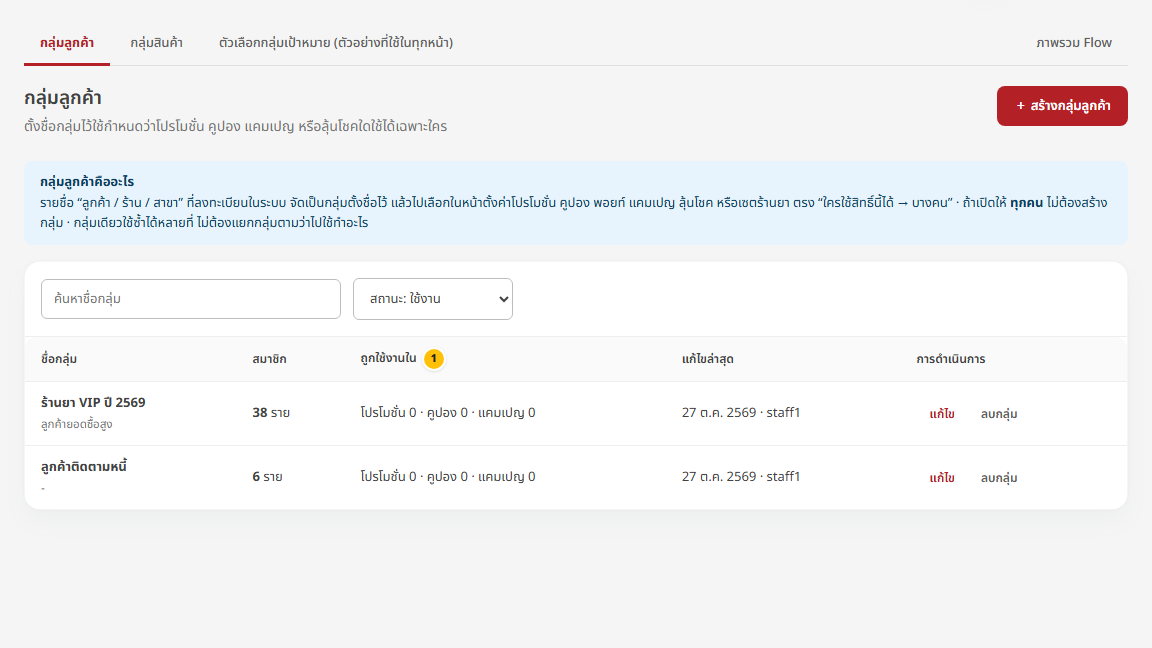 กลุ่มลูกค้า กลุ่มสินค้า ตัวเลือกกลุ่มเป้าหมาย (ตัวอย่างที่ใช้ในทุกหน้า) ภาพรวม Flow
กลุ่มลูกค้า
+ สร้างกลุ่มลูกค้า
ตั้งชื่อกลุ่มไว้ใช้กำหนดว่าโปรโมชั่น คูปอง แคมเปญ หรือลุ้นโชคใดใช้ได้เฉพาะใคร
กลุ่มลูกค้าคืออะไร
รายชื่อ “ลูกค้า / ร้าน / สาขา” ที่ลงทะเบียนในระบบ จัดเป็นกลุ่มตั้งชื่อไว้ แล้วไปเลือกในหน้าตั้งค่าโปรโมชั่น คูปอง พอยท์ แคมเปญ ลุ้นโชค หรือเซตร้านยา ตรง “ใครใช้สิทธิ์นี้ได้ → บางคน” · ถ้าเปิดให้ ทุกคน ไม่ต้องสร้าง
กลุ่ม · กลุ่มเดียวใช้ซ้ำได้หลายที่ ไม่ต้องแยกกลุ่มตามว่าไปใช้ทำอะไร
ค้นหาชื่อกลุ่ม สถานะ: ใช้งาน
ชื่อกลุ่ม สมาชิก ถูกใช้งานใน 1 แก้ไขล่าสุด การดำเนินการ
ร้านยา VIP ปี 2569
ลูกค้ายอดซื้อสูง
38 ราย โปรโมชั่น 0 · คูปอง 0 · แคมเปญ 0 27 ต.ค. 2569 · staff1 แก้ไข ลบกลุ่ม
ลูกค้าติดตามหนี้
-
6 ราย โปรโมชั่น 0 · คูปอง 0 · แคมเปญ 0 27 ต.ค. 2569 · staff1 แก้ไข ลบกลุ่ม